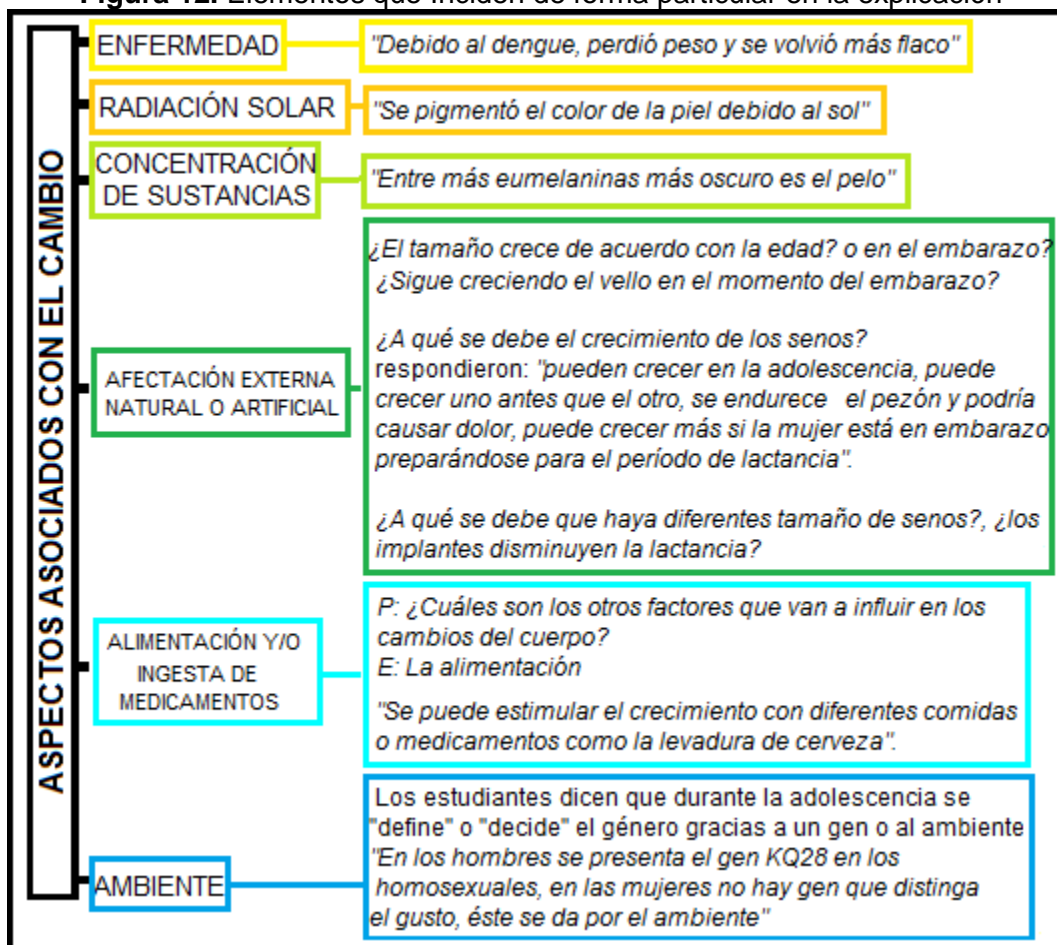 Figura 12. Elementos que inciden de forma particular en la explicación
ASPECTOS ASOCIADOS CON EL CAMBIO
ENFERMEDAD
"Debido al dengue, perdió peso y se volvió más flaco"
RADIACIÓN SOLAR
"Se pigmentó el color de la piel debido al sol"
CONCENTRACIÓN
DE SUSTANCIAS
"Entre más eumelaninas más oscuro es el pelo"
AFECTACIÓN EXTERNA
NATURAL O ARTIFICIAL
¿El tamaño crece de acuerdo con la edad? o en el embarazo?
¿Sigue creciendo el vello en el momento del embarazo?
¿A qué se debe el crecimiento de los senos?
respondieron: "pueden crecer en la adolescencia, puede
crecer uno antes que el otro, se endurece el pezón y podría
causar dolor, puede crecer más si la mujer está en embarazo
preparándose para el período de lactancia".
¿A qué se debe que haya diferentes tamaño de senos?, ¿los
implantes disminuyen la lactancia?
ALIMENTACIÓN Y/O
INGESTA DE
MEDICAMENTOS
P: ¿Cuáles son los otros factores que van a influir en los
cambios del cuerpo?
E: La alimentación
"Se puede estimular el crecimiento con diferentes comidas
o medicamentos como la levadura de cerveza".
AMBIENTE
Los estudiantes dicen que durante la adolescencia se
"define" o "decide" el género gracias a un gen o al ambiente
"En los hombres se presenta el gen KQ28 en los
homosexuales, en las mujeres no hay gen que distinga
el gusto, éste se da por el ambiente"